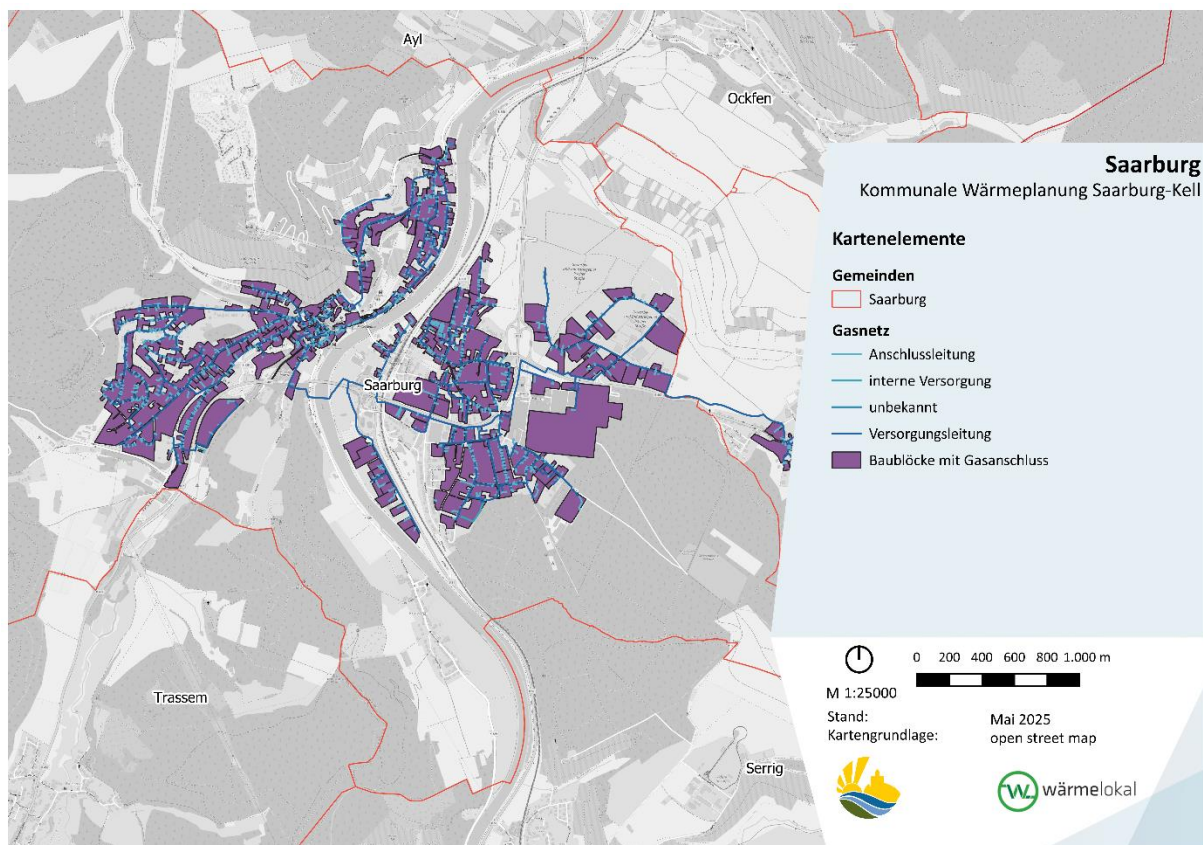 Ayl
Ockfen
Saarburg
Trassem
Serrig
Saarburg
Kommunale Wärmeplanung Saarburg-Kell
Kartenelemente
Gemeinden
Saarburg
Gasnetz
Anschlussleitung
interne Versorgung
unbekannt
Versorgungsleitung
Baublöcke mit Gasanschluss
0 200 400 600 800 1.000 m
M 1:25000
Stand: Mai 2025
Kartengrundlage: open street map
W wärmelokal